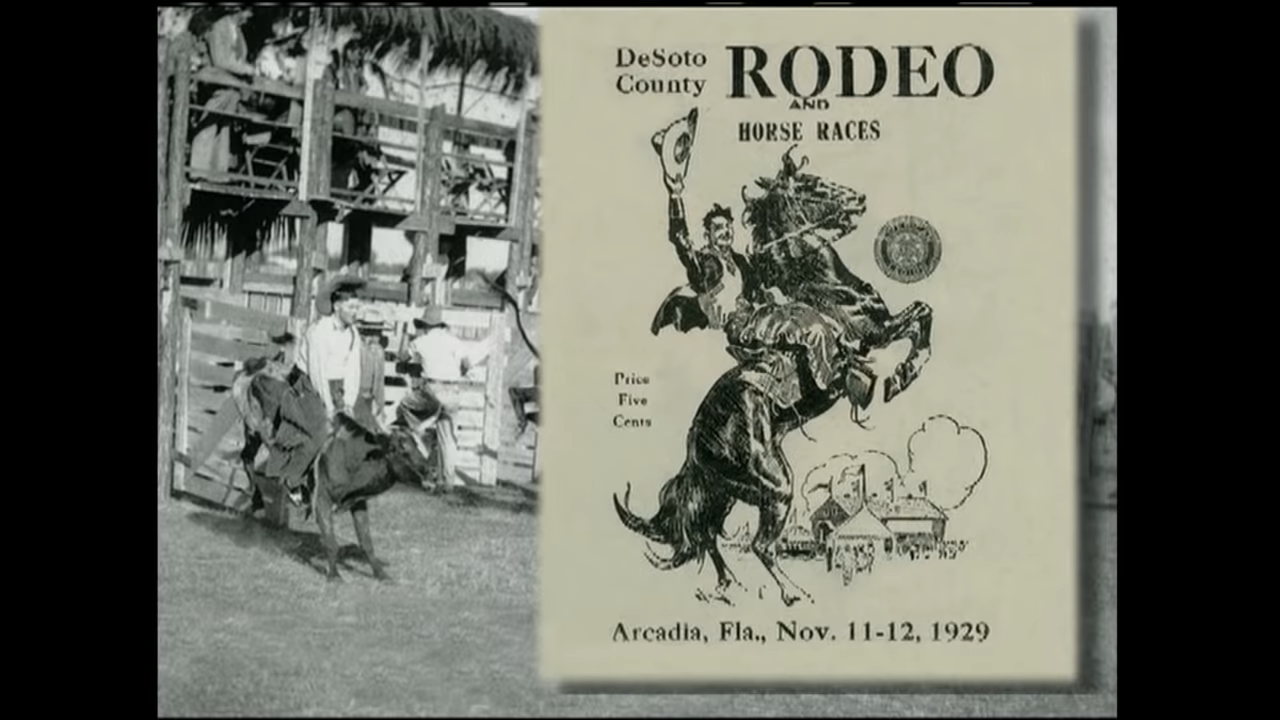 DeSoto
County
RODEO
AND
HORSE RACES
Price
Five
Cents
Arcadia, Fla., Nov. 11-12, 1929